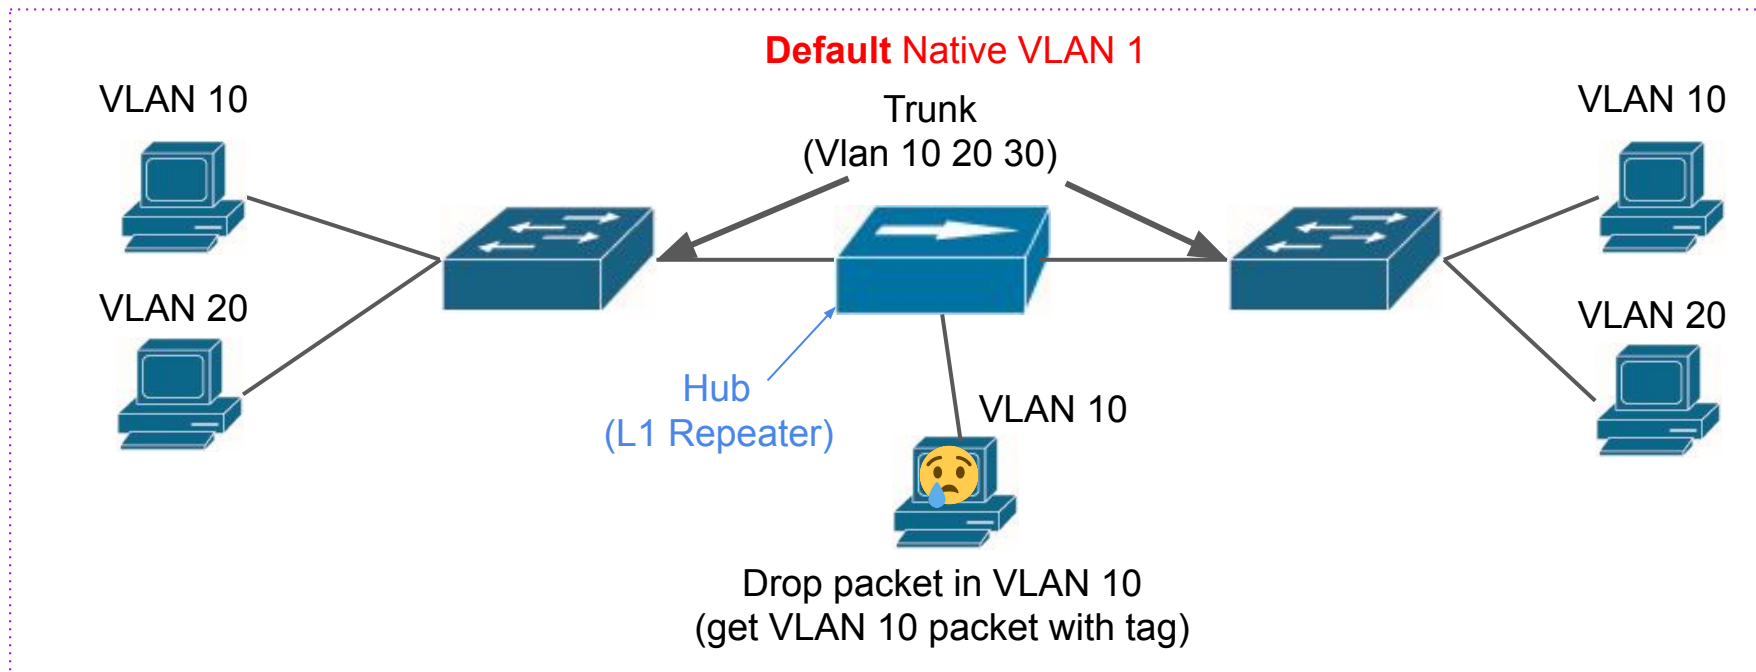 Default Native VLAN 1
VLAN 10
Trunk
(Vlan 10 20 30)
VLAN 10
VLAN 20
VLAN 20
Hub
(L1 Repeater)
VLAN 10
Drop packet in VLAN 10
(get VLAN 10 packet with tag)